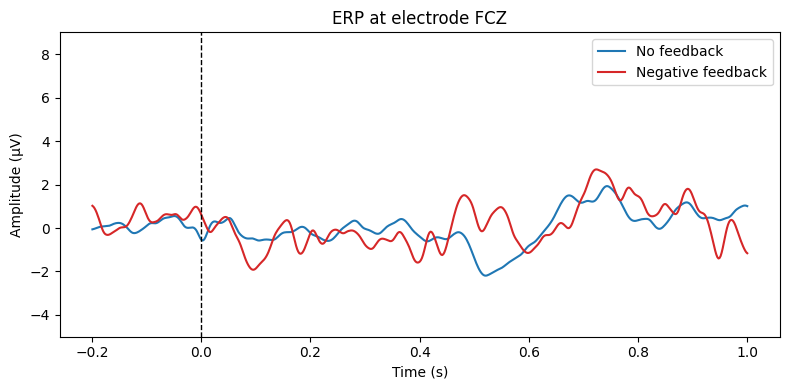 ERP at electrode FCZ
No feedback
Negative feedback
Amplitude (µV)
8
6
4
2
0
−2
−4
−0.2
0.0
0.2
0.4
0.6
0.8
1.0
Time (s)